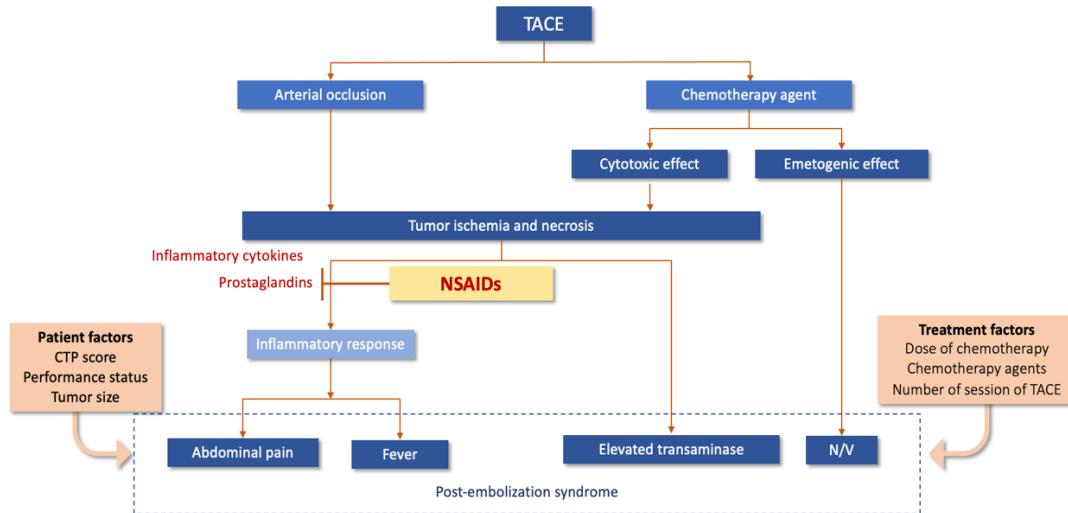 TACE
Arterial occlusion
Chemotherapy agent
Cytotoxic effect
Emetogenic effect
Tumor ischemia and necrosis
Inflammatory cytokines
Prostaglandins
NSAIDs
Inflammatory response
Patient factors
CTP score
Performance status
Tumor size
Treatment factors
Dose of chemotherapy
Chemotherapy agents
Number of session of TACE
Abdominal pain
Fever
Elevated transaminase
N/V
Post-embolization syndrome